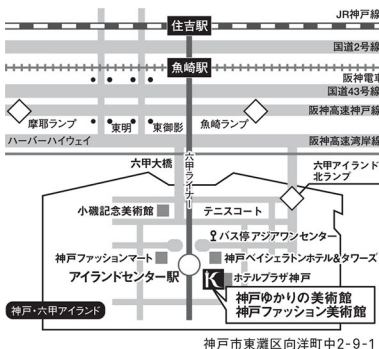 JR神戸線
住吉駅
国道2号線
魚崎駅
阪神電車
国道43号線
阪神高速神戸線
摩耶ランプ
東明
東御影
魚崎ランプ
ハーバーハイウェイ
阪神高速湾岸線
六甲大橋
六甲ライナー
六甲アイランド
北ランプ
小磯記念美術館
テニスコート
バス停アジアワンセンター
神戸ファッションマート
神戸ベイシェラトンホテル&タワーズ
アイランドセンター駅
K
ホテルプラザ神戸
神戸ゆかりの美術館
神戸ファッション美術館
神戸・六甲アイランド
神戸市東灘区向洋町中2-9-1